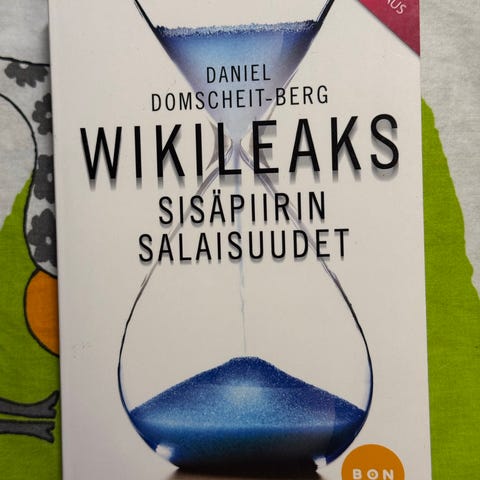 DANIEL
DOMSCHEIT-BERG
WIKILEAKS
SISÄPIIRIN
SALAISUUDET
BON